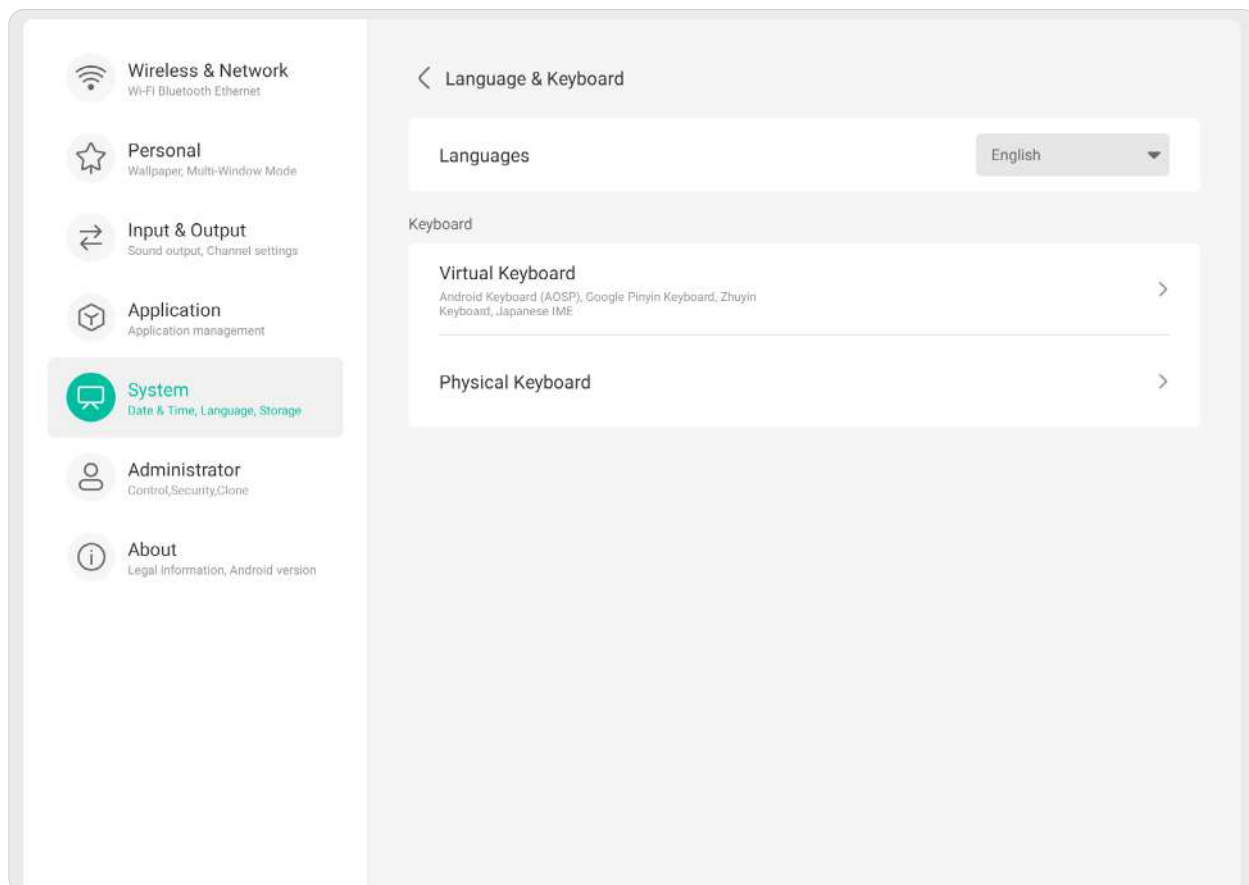 Wireless & Network
Wi-Fi Bluetooth Ethernet
Personal
Wallpaper, Multi-Window Mode
Input & Output
Sound output, Channel settings
Application
Application management
System
Date & Time, Language, Storage
Administrator
Control,Security,Clone
About
Legal information, Android version
Language & Keyboard
Languages
English
Keyboard
Virtual Keyboard
Android Keyboard (AOSP), Google Pinyin Keyboard, Zhuyin
Keyboard, Japanese IME
Physical Keyboard